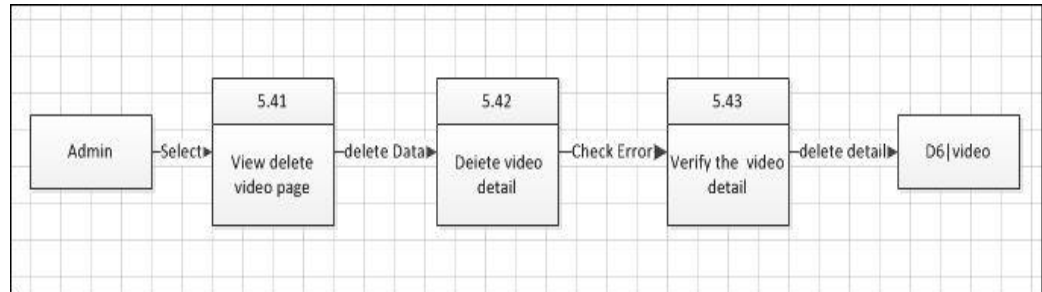 5.41
5.42
5.43
Admin
Select
View delete
video page
delete Data
Deiete video
detail
Check Error
Verify the video
detail
delete detail
D6|video